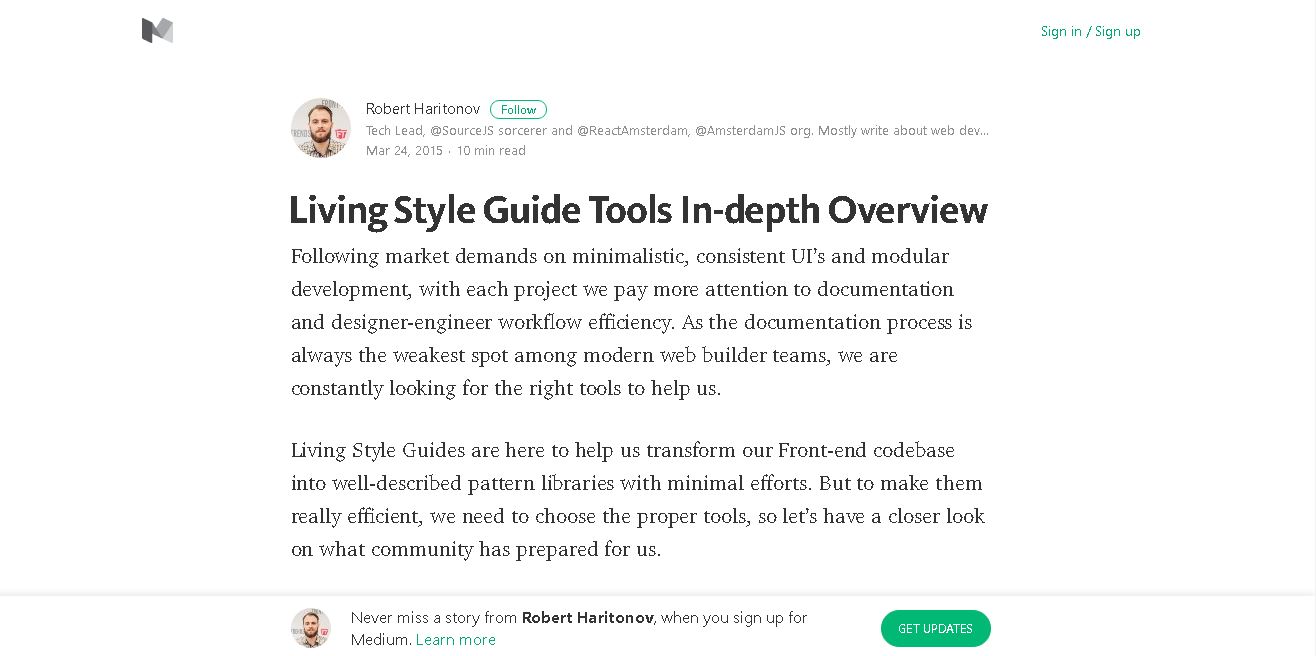 Sign in / Sign up
Robert Haritonov Follow
Tech Lead, @SourceJS sorcerer and @ReactAmsterdam, @AmsterdamJS org. Mostly write about web dev...
Mar 24, 2015 · 10 min read
Living Style Guide Tools In-depth Overview
Following market demands on minimalistic, consistent UI’s and modular
development, with each project we pay more attention to documentation
and designer-engineer workflow efficiency. As the documentation process is
always the weakest spot among modern web builder teams, we are
constantly looking for the right tools to help us.
Living Style Guides are here to help us transform our Front-end codebase
into well-described pattern libraries with minimal efforts. But to make them
really efficient, we need to choose the proper tools, so let’s have a closer look
on what community has prepared for us.
Never miss a story from Robert Haritonov, when you sign up for
Medium. Learn more
GET UPDATES